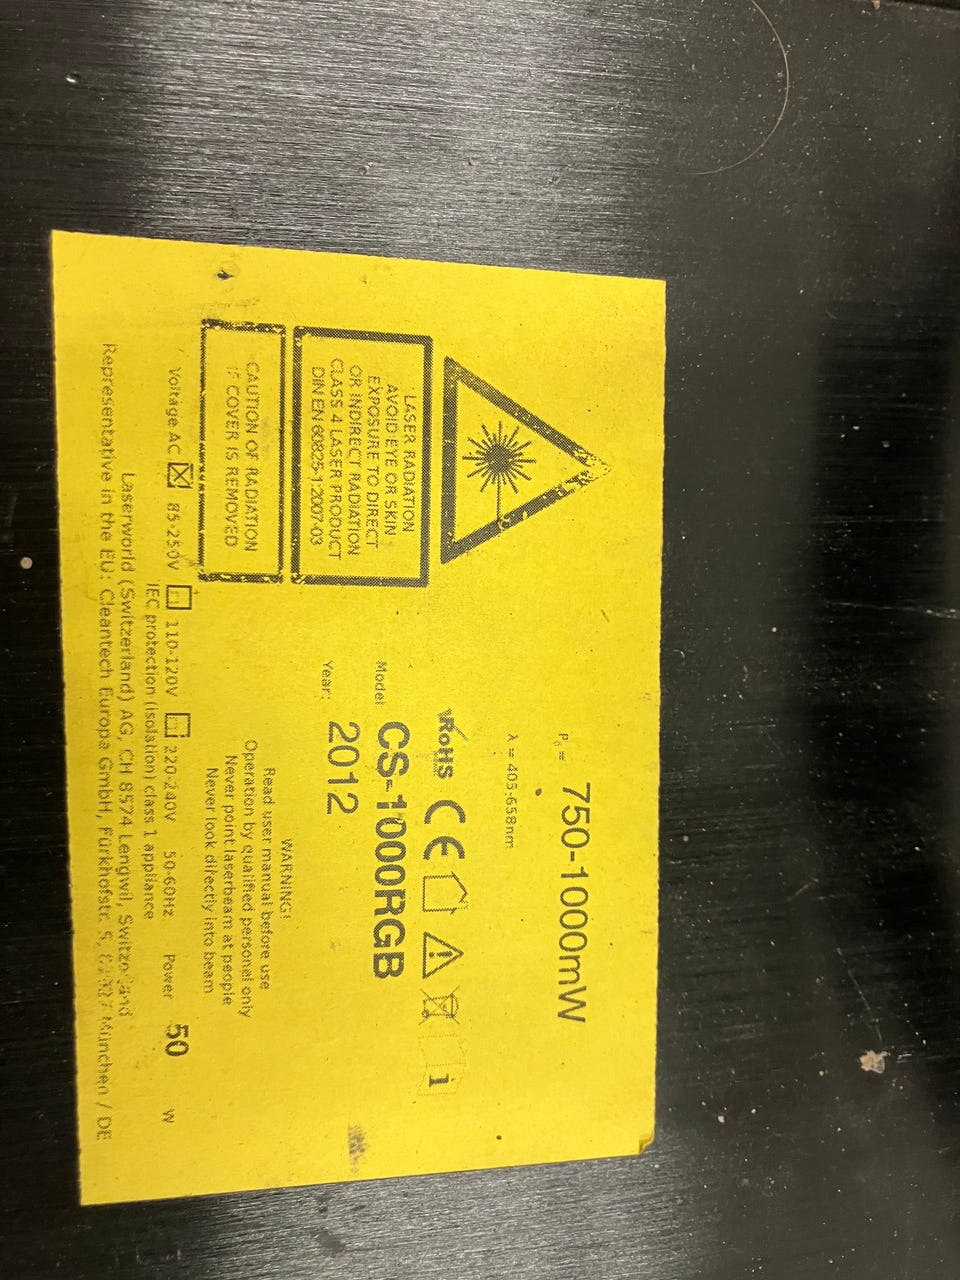 P₀ = 750-1000mW
λ = 405-658nm
RoHS CE i
Model CS-1000RGB
Year: 2012
LASER RADIATION
AVOID EYE OR SKIN
EXPOSURE TO DIRECT
OR INDIRECT RADIATION
CLASS 4 LASER PRODUCT
DIN EN 60825-1:2007-03
CAUTION OF RADIATION
IF COVER IS REMOVED
WARNING!
Read user manual before use
Operation by qualified personal only
Never point laserbeam at people
Never look directly into beam
Voltage AC ☒ 85-250V ☐ 110-120V ☐ 220-240V 50-60Hz Power 50 W
IEC protection (isolation) class 1 appliance
Laserworld (Switzerland) AG, CH 8574 Lengwil, Switzerland
Representative in the EU: Cleantech Europa GmbH, Fürkhofstr. 5, München / DE